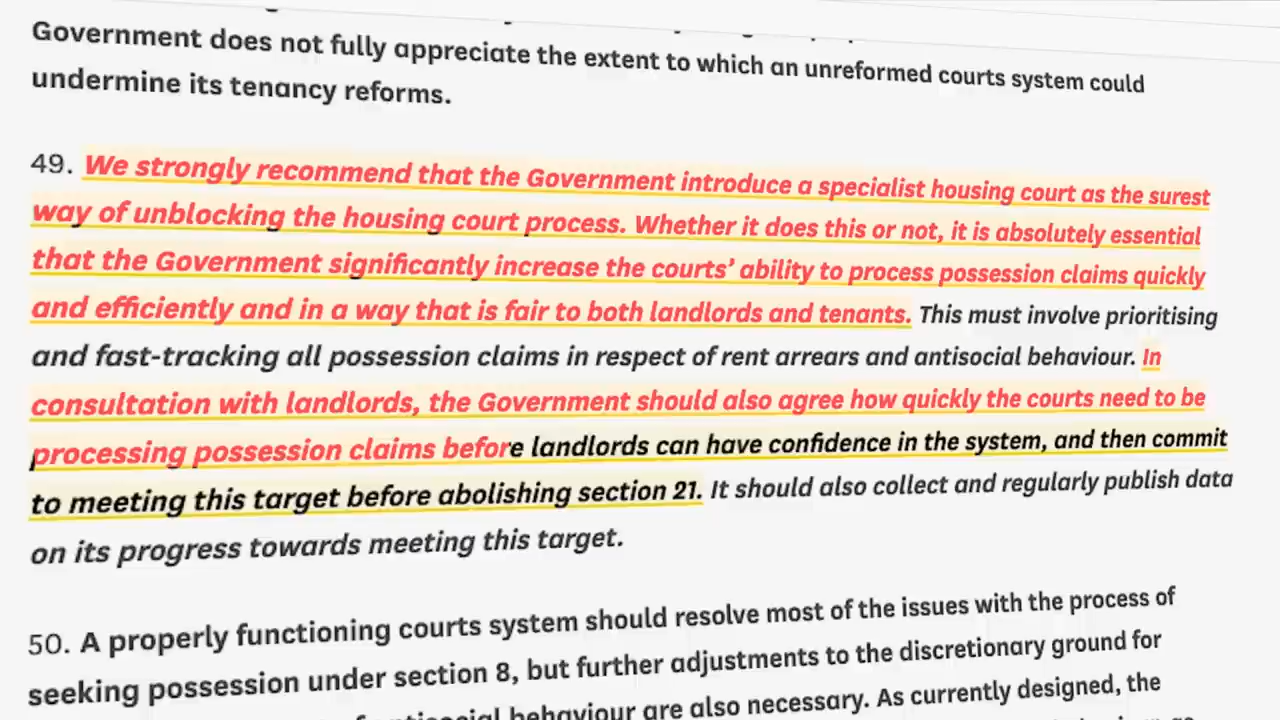 Government does not fully appreciate the extent to which an unreformed courts system could
undermine its tenancy reforms.
49. We strongly recommend that the Government introduce a specialist housing court as the surest
way of unblocking the housing court process. Whether it does this or not, it is absolutely essential
that the Government significantly increase the courts’ ability to process possession claims quickly
and efficiently and in a way that is fair to both landlords and tenants. This must involve prioritising
and fast-tracking all possession claims in respect of rent arrears and antisocial behaviour. In
consultation with landlords, the Government should also agree how quickly the courts need to be
processing possession claims before landlords can have confidence in the system, and then commit
to meeting this target before abolishing section 21. It should also collect and regularly publish data
on its progress towards meeting this target.
50. A properly functioning courts system should resolve most of the issues with the process of
seeking possession under section 8, but further adjustments to the discretionary ground for
of antisocial behaviour are also necessary. As currently designed, the